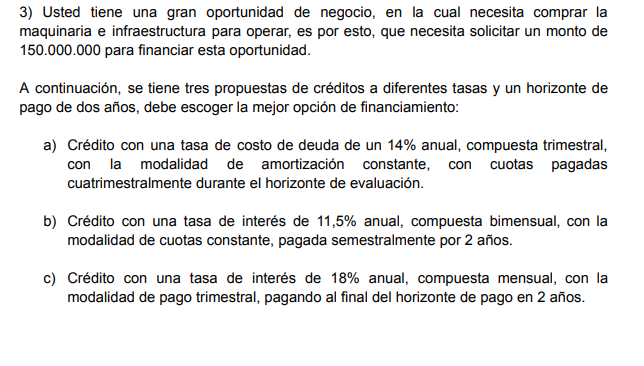 3) Usted tiene una gran oportunidad de negocio, en la cual necesita comprar la
maquinaria e infraestructura para operar, es por esto, que necesita solicitar un monto de
150.000.000 para financiar esta oportunidad.
A continuación, se tiene tres propuestas de créditos a diferentes tasas y un horizonte de
pago de dos años, debe escoger la mejor opción de financiamiento:
a) Crédito con una tasa de costo de deuda de un 14% anual, compuesta trimestral,
con la modalidad de amortización constante, con cuotas pagadas
cuatrimestralmente durante el horizonte de evaluación.
b) Crédito con una tasa de interés de 11,5% anual, compuesta bimensual, con la
modalidad de cuotas constante, pagada semestralmente por 2 años.
c) Crédito con una tasa de interés de 18% anual, compuesta mensual, con la
modalidad de pago trimestral, pagando al final del horizonte de pago en 2 años.